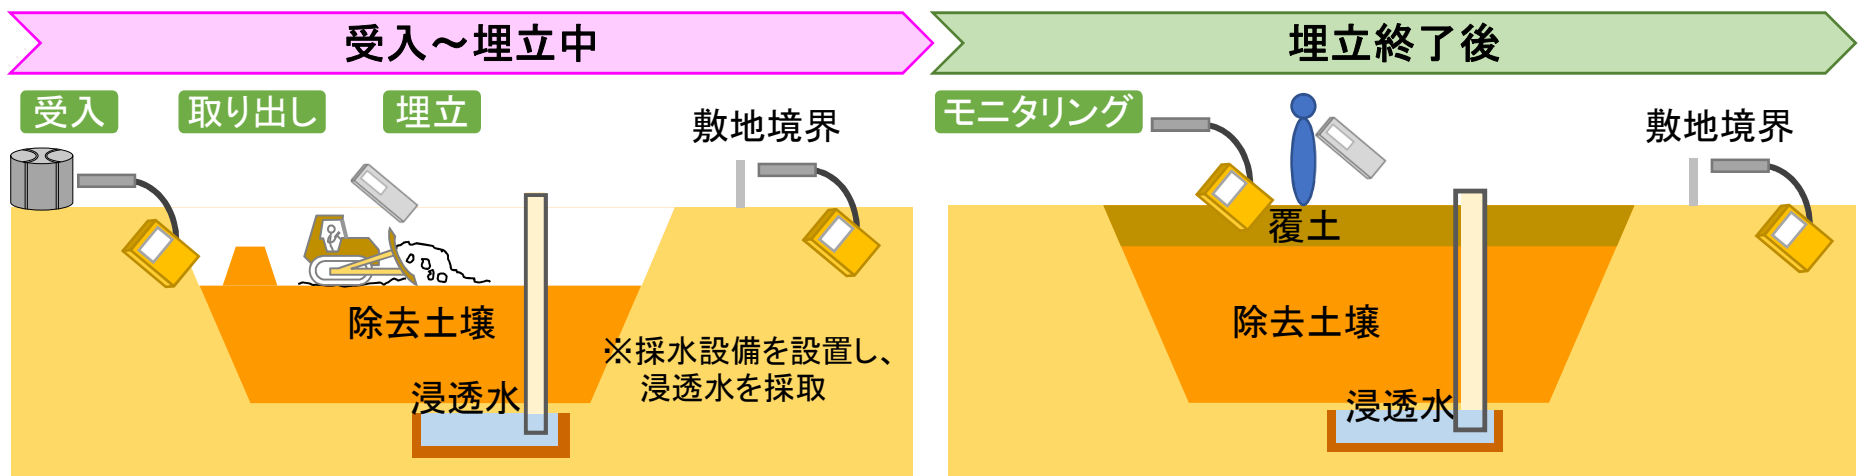 受入～埋立中
受入
取り出し
埋立
敷地境界
除去土壌
※採水設備を設置し、
浸透水を採取
浸透水
埋立終了後
モニタリング
敷地境界
覆土
除去土壌
浸透水